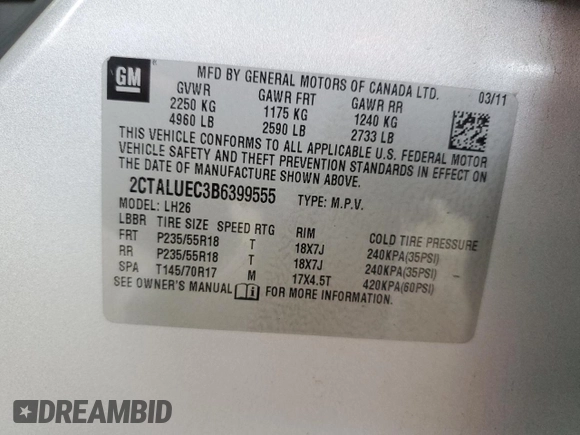 GM
MFD BY GENERAL MOTORS OF CANADA LTD. 03/11
GVWR GAWR FRT GAWR RR
2250 KG 1175 KG 1240 KG
4960 LB 2590 LB 2733 LB
THIS VEHICLE CONFORMS TO ALL APPLICABLE U.S. FEDERAL MOTOR
VEHICLE SAFETY AND THEFT PREVENTION STANDARDS IN EFFECT ON
THE DATE OF MANUFACTURE SHOWN ABOVE.
2CTALUEC3B6399555 TYPE: M.P.V.
MODEL: LH26
LBBR TIRE SIZE SPEED RTG RIM COLD TIRE PRESSURE
FRT P235/55R18 T 18X7J 240KPA(35PSI)
RR P235/55R18 T 18X7J 240KPA(35PSI)
SPA T145/70R17 M 17X4.5T 420KPA(60PSI)
SEE OWNER'S MANUAL FOR MORE INFORMATION.
DREAMBID